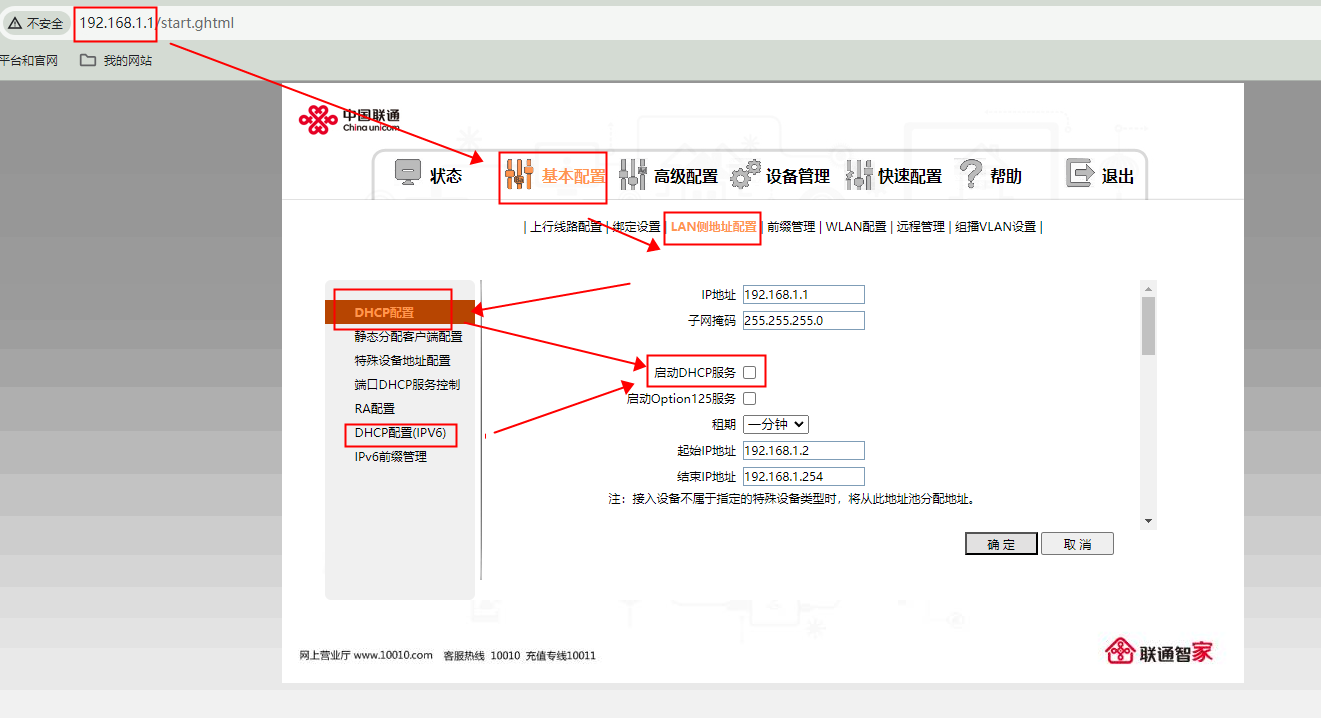 不安全 192.168.1.1/start.ghtml
平台和官网 我的网站
中国联通
China unicom
状态 基本配置 高级配置 设备管理 快速配置 帮助 退出
| 上行线路配置 | 绑定设置 | LAN侧地址配置 | 前缀管理 | WLAN配置 | 远程管理 | 组播VLAN设置 |
DHCP配置
静态分配客户端配置
特殊设备地址配置
端口DHCP服务控制
RA配置
DHCP配置(IPV6)
IPv6前缀管理
IP地址 192.168.1.1
子网掩码 255.255.255.0
启动DHCP服务
启动Option125服务
租期 一分钟
起始IP地址 192.168.1.2
结束IP地址 192.168.1.254
注：接入设备不属于指定的特殊设备类型时，将从此地址池分配地址。
确 定 取 消
网上营业厅 www.10010.com 客服热线 10010 充值专线10011
联通智家